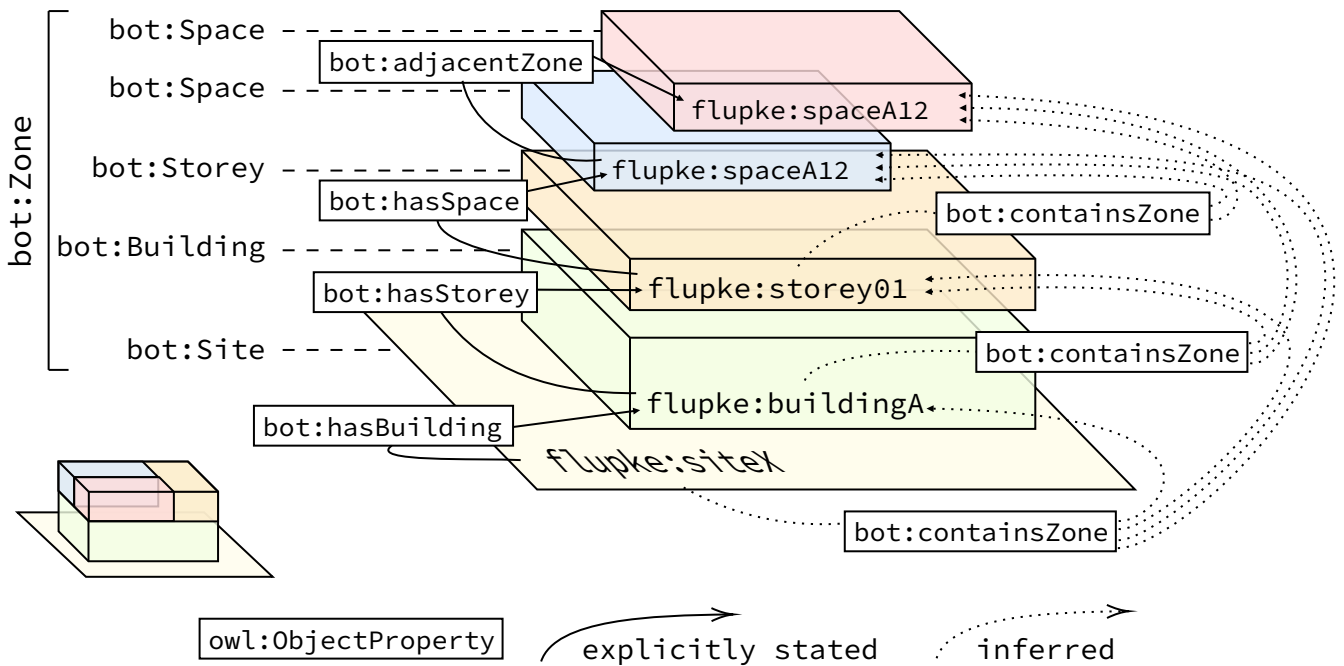 bot:Zone
bot:Space
bot:adjacentZone
bot:Space
flupke:spaceA12
bot:Storey
flupke:spaceA12
bot:hasSpace
bot:containsZone
bot:Building
bot:hasStorey
flupke:storey01
bot:Site
bot:containsZone
flupke:buildingA
bot:hasBuilding
flupke:siteX
bot:containsZone
owl:ObjectProperty
explicitly stated
inferred